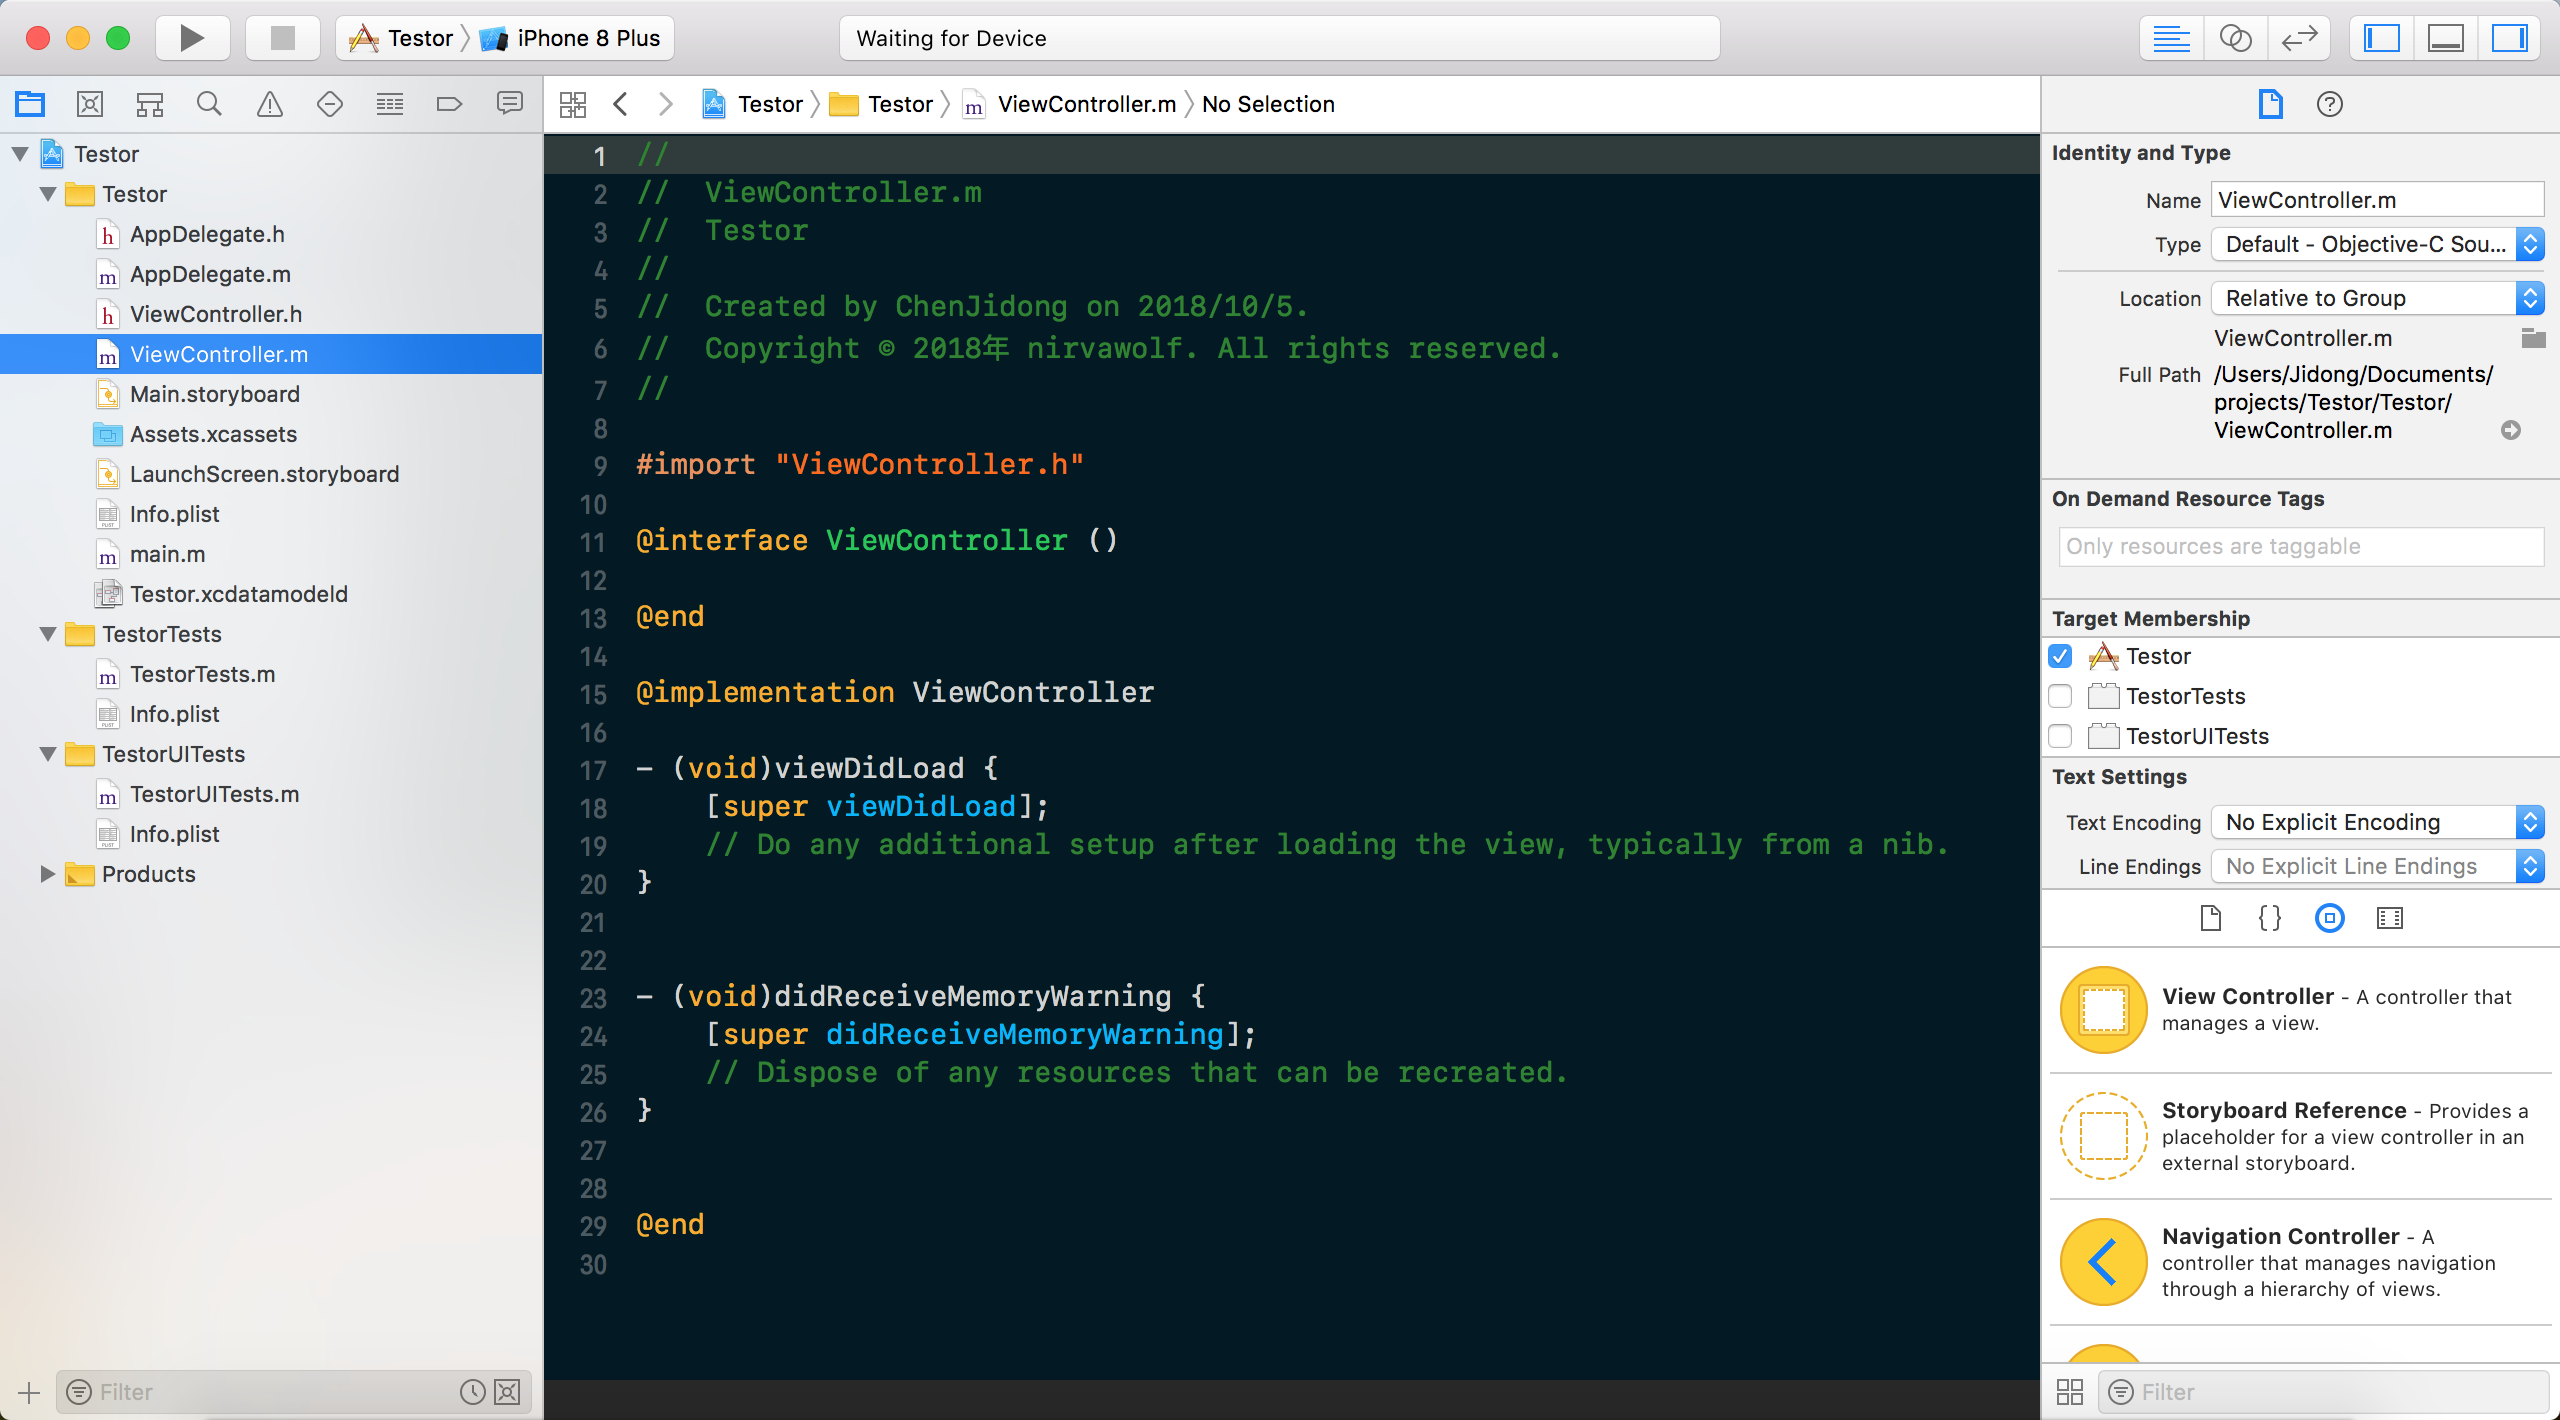 Testor
iPhone 8 Plus
Waiting for Device
Testor
Testor
AppDelegate.h
AppDelegate.m
ViewController.h
ViewController.m
Main.storyboard
Assets.xcassets
LaunchScreen.storyboard
Info.plist
main.m
Testor.xcdatamodeld
TestorTests
TestorTests.m
Info.plist
TestorUITests
TestorUITests.m
Info.plist
Products
Filter
Testor
Testor
ViewController.m
No Selection
1 //
2 //  ViewController.m
3 //  Testor
4 //
5 //  Created by ChenJidong on 2018/10/5.
6 //  Copyright © 2018年 nirvawolf. All rights reserved.
7 //
8
9 #import "ViewController.h"
10
11 @interface ViewController ()
12
13 @end
14
15 @implementation ViewController
16
17 - (void)viewDidLoad {
18     [super viewDidLoad];
19     // Do any additional setup after loading the view, typically from a nib.
20 }
21
22
23 - (void)didReceiveMemoryWarning {
24     [super didReceiveMemoryWarning];
25     // Dispose of any resources that can be recreated.
26 }
27
28
29 @end
30
Identity and Type
Name ViewController.m
Type Default - Objective-C Sou...
Location Relative to Group
ViewController.m
Full Path /Users/Jidong/Documents/
projects/Testor/Testor/
ViewController.m
On Demand Resource Tags
Only resources are taggable
Target Membership
Testor
TestorTests
TestorUITests
Text Settings
Text Encoding No Explicit Encoding
Line Endings No Explicit Line Endings
View Controller - A controller that
manages a view.
Storyboard Reference - Provides a
placeholder for a view controller in an
external storyboard.
Navigation Controller - A
controller that manages navigation
through a hierarchy of views.
Filter